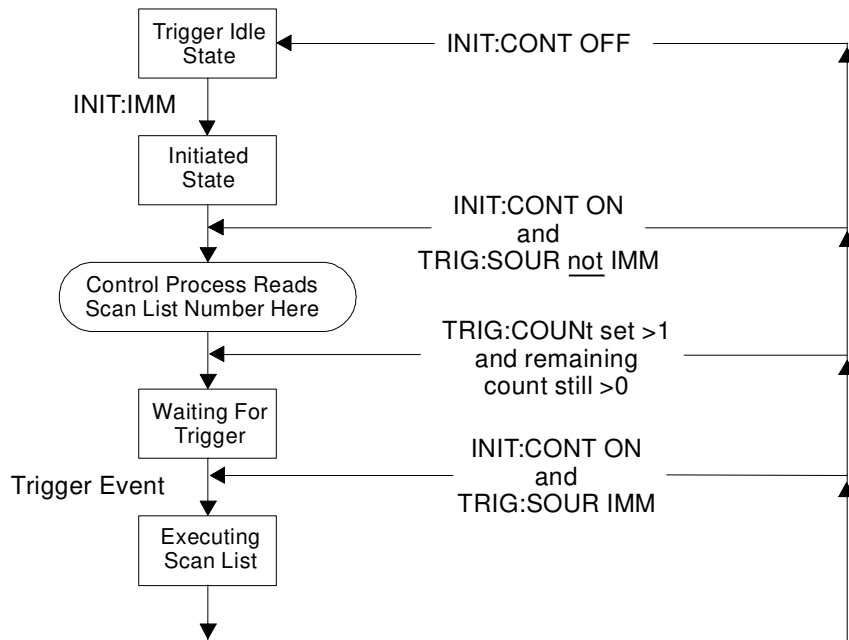 Trigger Idle
State
INIT:CONT OFF
INIT:IMM
Initiated
State
INIT:CONT ON
and
TRIG:SOUR not IMM
Control Process Reads
Scan List Number Here
TRIG:COUNt set >1
and remaining
count still >0
Waiting For
Trigger
INIT:CONT ON
and
TRIG:SOUR IMM
Trigger Event
Executing
Scan List